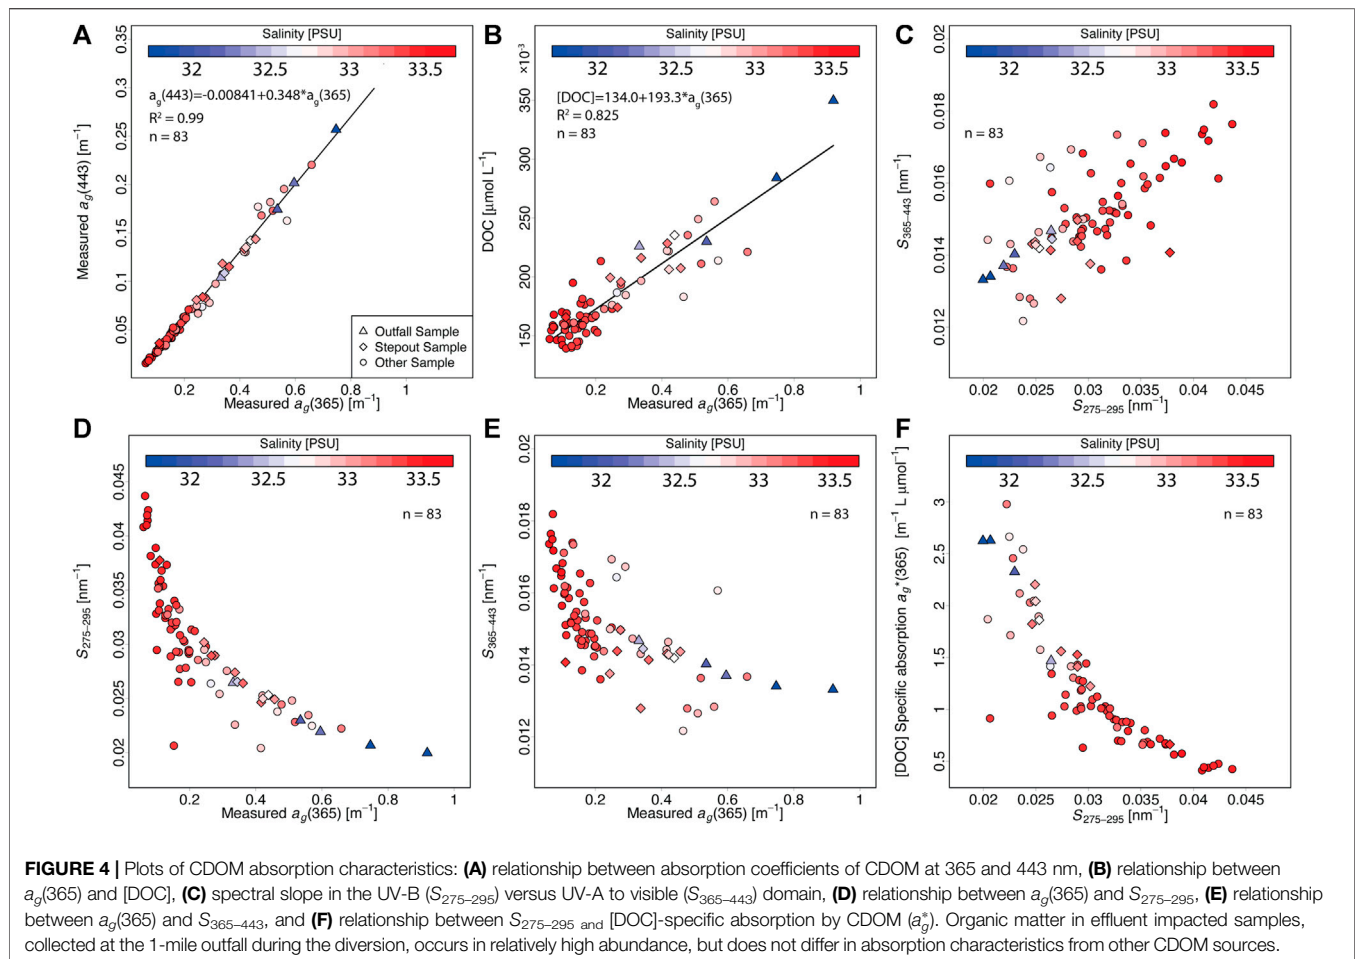 A
Salinity [PSU]
32 32.5 33 33.5
a_g(443)=-0.00841+0.348*a_g(365)
R² = 0.99
n = 83
0.35
0.3
0.25
0.2
0.15
0.1
0.05
Measured a_g(443) [m⁻¹]
△ Outfall Sample
◇ Stepout Sample
○ Other Sample
0.2 0.4 0.6 0.8 1
Measured a_g(365) [m⁻¹]
B
×10⁻³
Salinity [PSU]
32 32.5 33 33.5
[DOC]=134.0+193.3*a_g(365)
R² = 0.825
n = 83
350
300
250
200
150
DOC [μmol L⁻¹]
0.2 0.4 0.6 0.8 1
Measured a_g(365) [m⁻¹]
C
Salinity [PSU]
32 32.5 33 33.5
n = 83
0.02
0.018
0.016
0.014
0.012
S₃₆₅₋₄₄₃ [nm⁻¹]
0.02 0.025 0.03 0.035 0.04 0.045
S₂₇₅₋₂₉₅ [nm⁻¹]
D
Salinity [PSU]
32 32.5 33 33.5
n = 83
0.045
0.04
0.035
0.03
0.025
0.02
S₂₇₅₋₂₉₅ [nm⁻¹]
0.2 0.4 0.6 0.8 1
Measured a_g(365) [m⁻¹]
E
Salinity [PSU]
32 32.5 33 33.5
n = 83
0.02
0.018
0.016
0.014
0.012
S₃₆₅₋₄₄₃ [nm⁻¹]
0.2 0.4 0.6 0.8 1
Measured a_g(365) [m⁻¹]
F
Salinity [PSU]
32 32.5 33 33.5
n = 83
3
2.5
2
1.5
1
0.5
[DOC] Specific absorption a_g*(365) [m⁻¹ L μmol⁻¹]
0.02 0.025 0.03 0.035 0.04 0.045
S₂₇₅₋₂₉₅ [nm⁻¹]
FIGURE 4 | Plots of CDOM absorption characteristics: (A) relationship between absorption coefficients of CDOM at 365 and 443 nm, (B) relationship between
a_g(365) and [DOC], (C) spectral slope in the UV-B (S₂₇₅₋₂₉₅) versus UV-A to visible (S₃₆₅₋₄₄₃) domain, (D) relationship between a_g(365) and S₂₇₅₋₂₉₅, (E) relationship
between a_g(365) and S₃₆₅₋₄₄₃, and (F) relationship between S₂₇₅₋₂₉₅ and [DOC]-specific absorption by CDOM (a_g*). Organic matter in effluent impacted samples,
collected at the 1-mile outfall during the diversion, occurs in relatively high abundance, but does not differ in absorption characteristics from other CDOM sources.